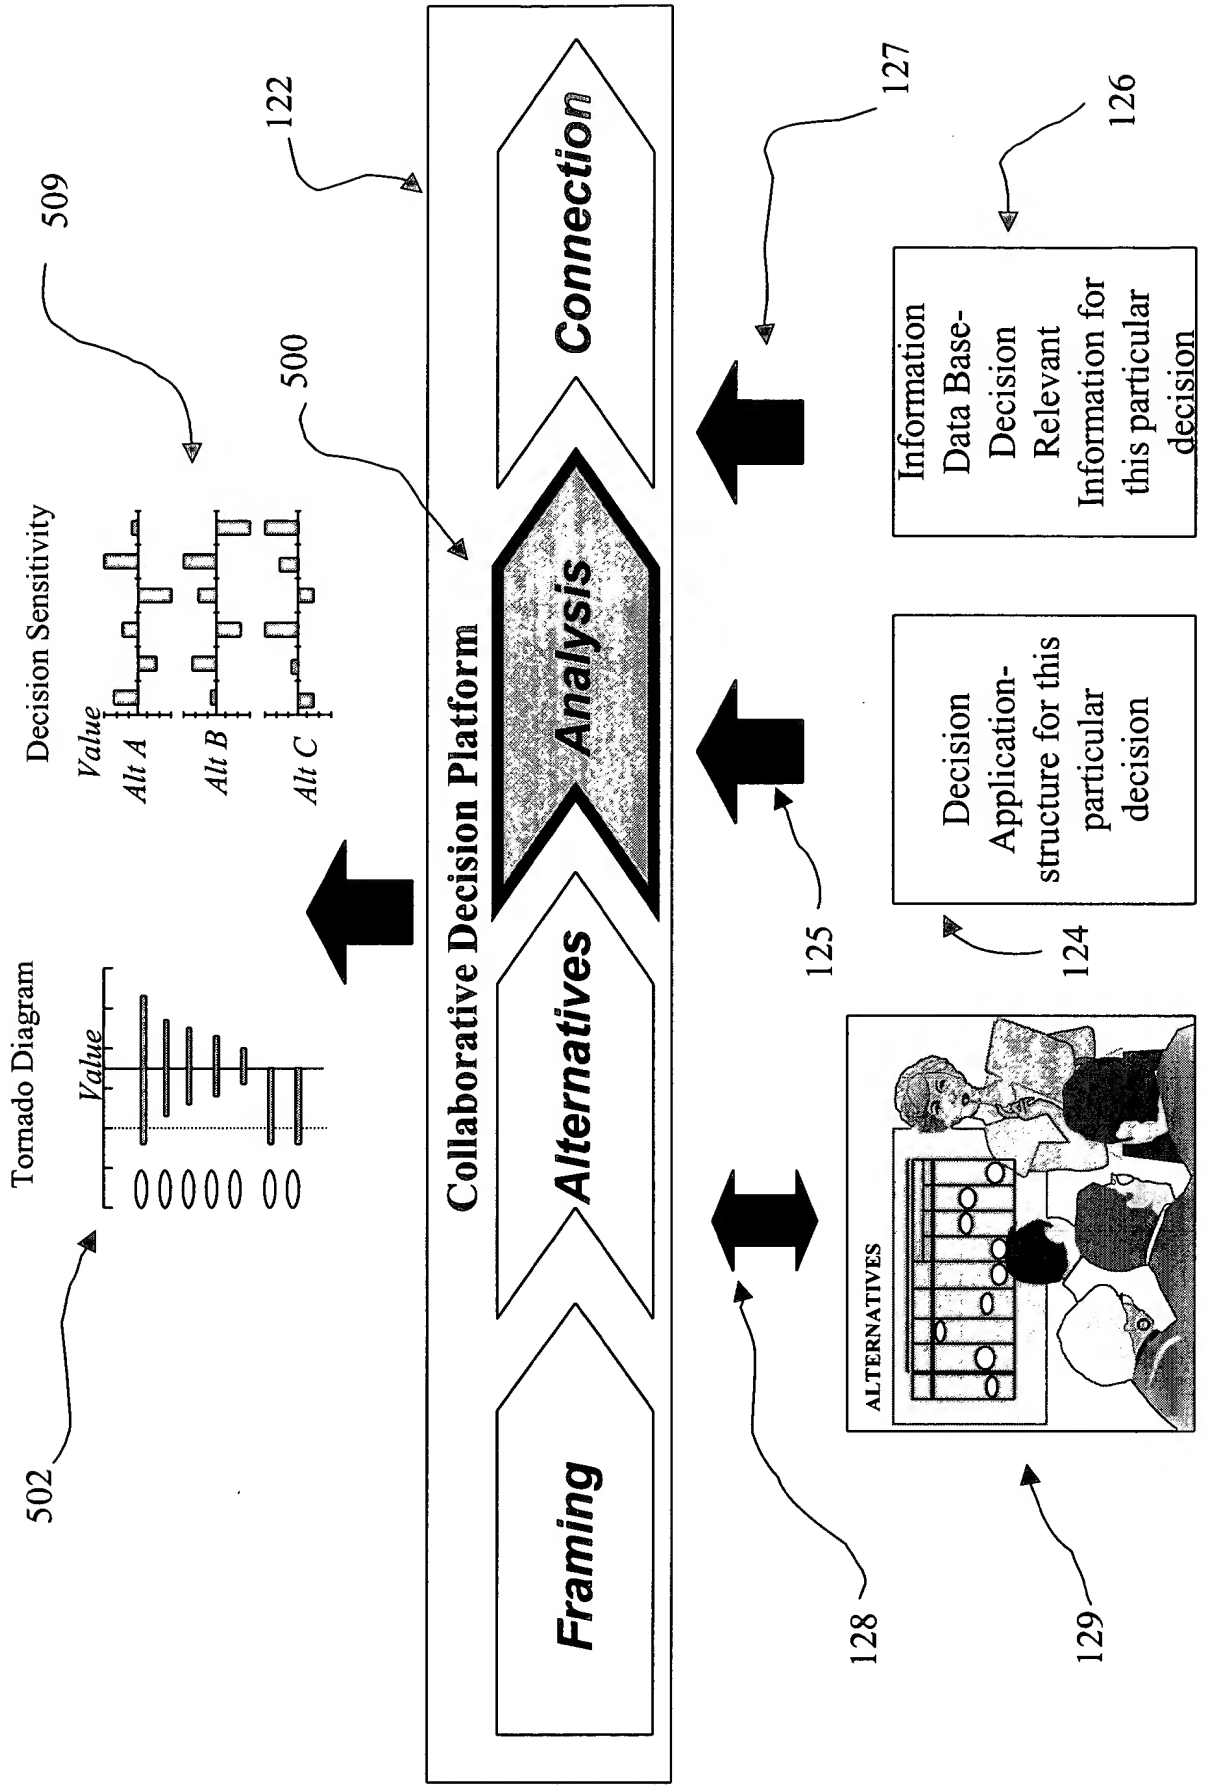 Tornado Diagram
Value
502
Decision Sensitivity
Value
Alt A
Alt B
Alt C
509
500
122
Collaborative Decision Platform
Framing
Alternatives
Analysis
Connection
128
125
127
ALTERNATIVES
129
Decision
Application-
structure for this
particular
decision
124
Information
Data Base-
Decision
Relevant
Information for
this particular
decision
126